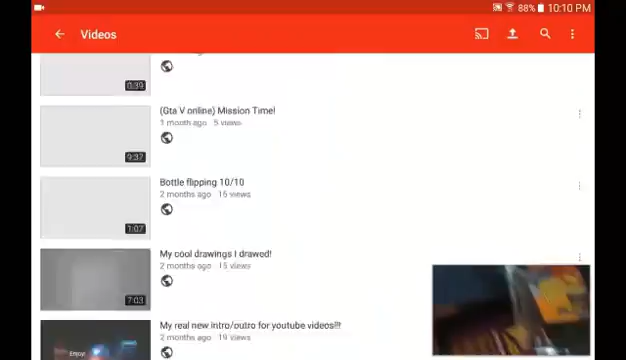 88% 10:10 PM
Videos
0:39
(Gta V online) Mission Time!
1 month ago 5 views
9:37
Bottle flipping 10/10
2 months ago 15 views
1:07
My cool drawings I drawed!
2 months ago 15 views
7:03
My real new intro/outro for youtube videos!!!
2 months ago 19 views
Enjoy!